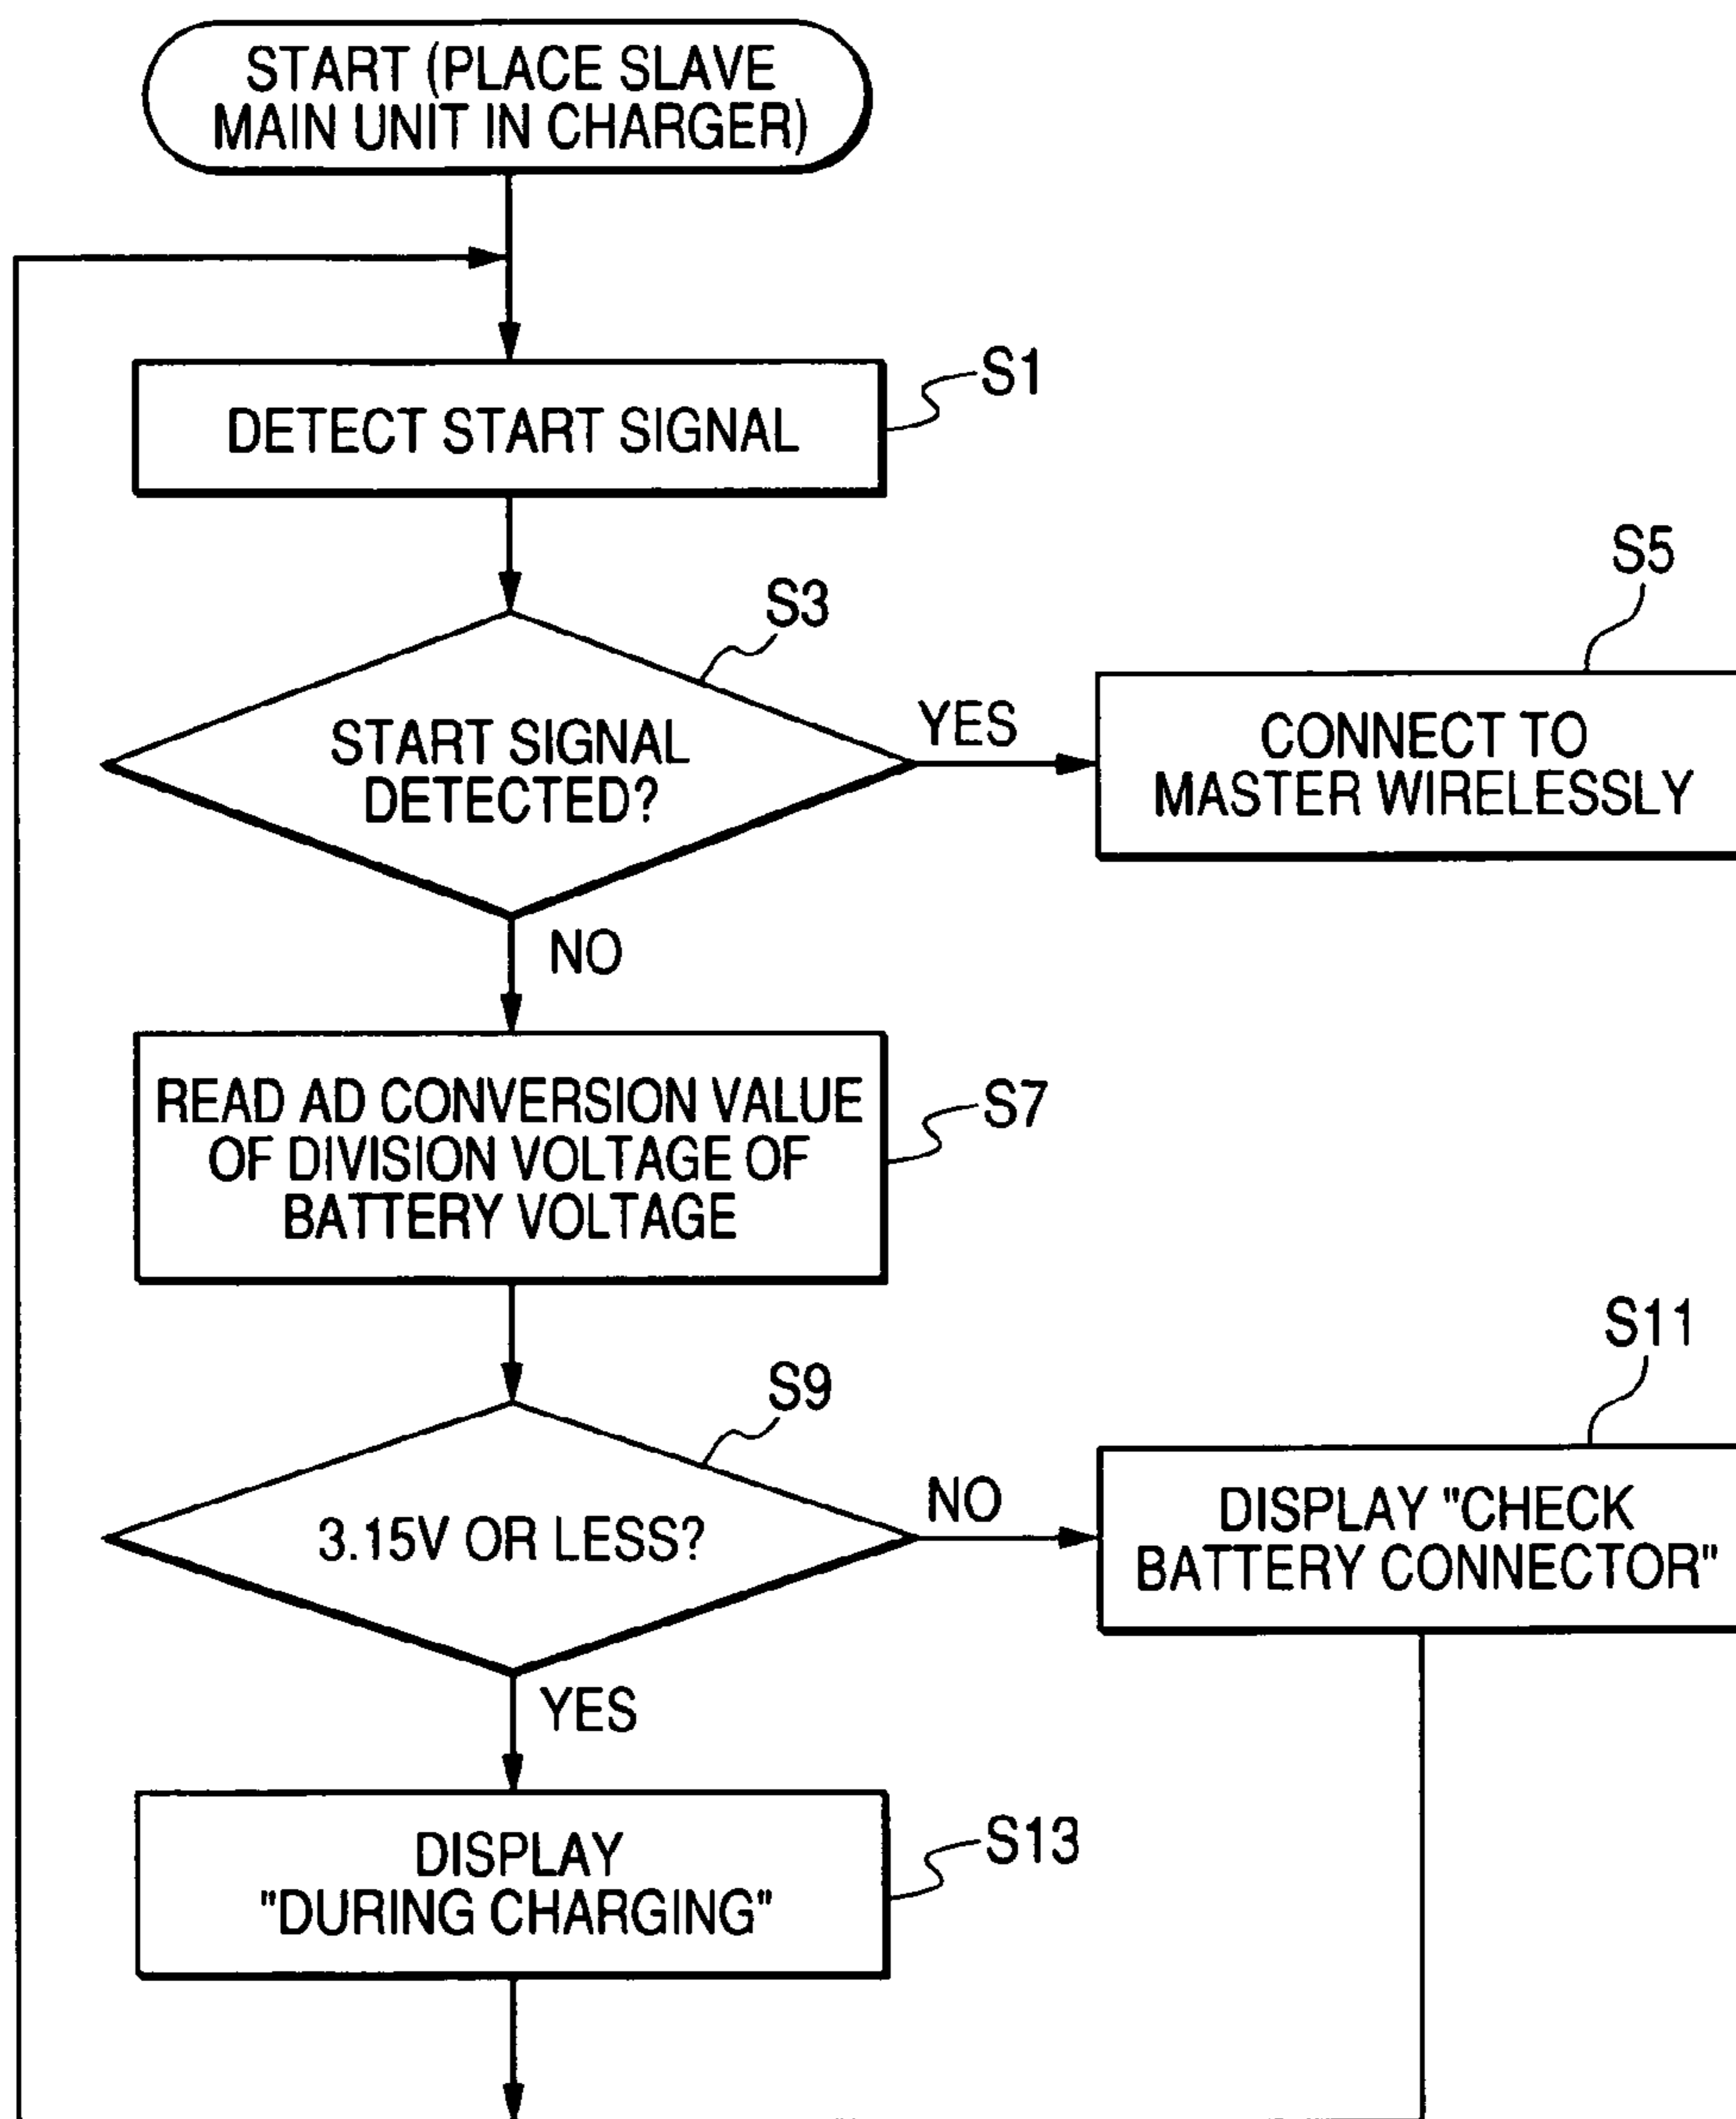 START (PLACE SLAVE
MAIN UNIT IN CHARGER)
S1
DETECT START SIGNAL
S3
START SIGNAL
DETECTED?
YES
S5
CONNECT TO
MASTER WIRELESSLY
NO
S7
READ AD CONVERSION VALUE
OF DIVISION VOLTAGE OF
BATTERY VOLTAGE
S9
3.15V OR LESS?
NO
S11
DISPLAY "CHECK
BATTERY CONNECTOR"
YES
S13
DISPLAY
"DURING CHARGING"